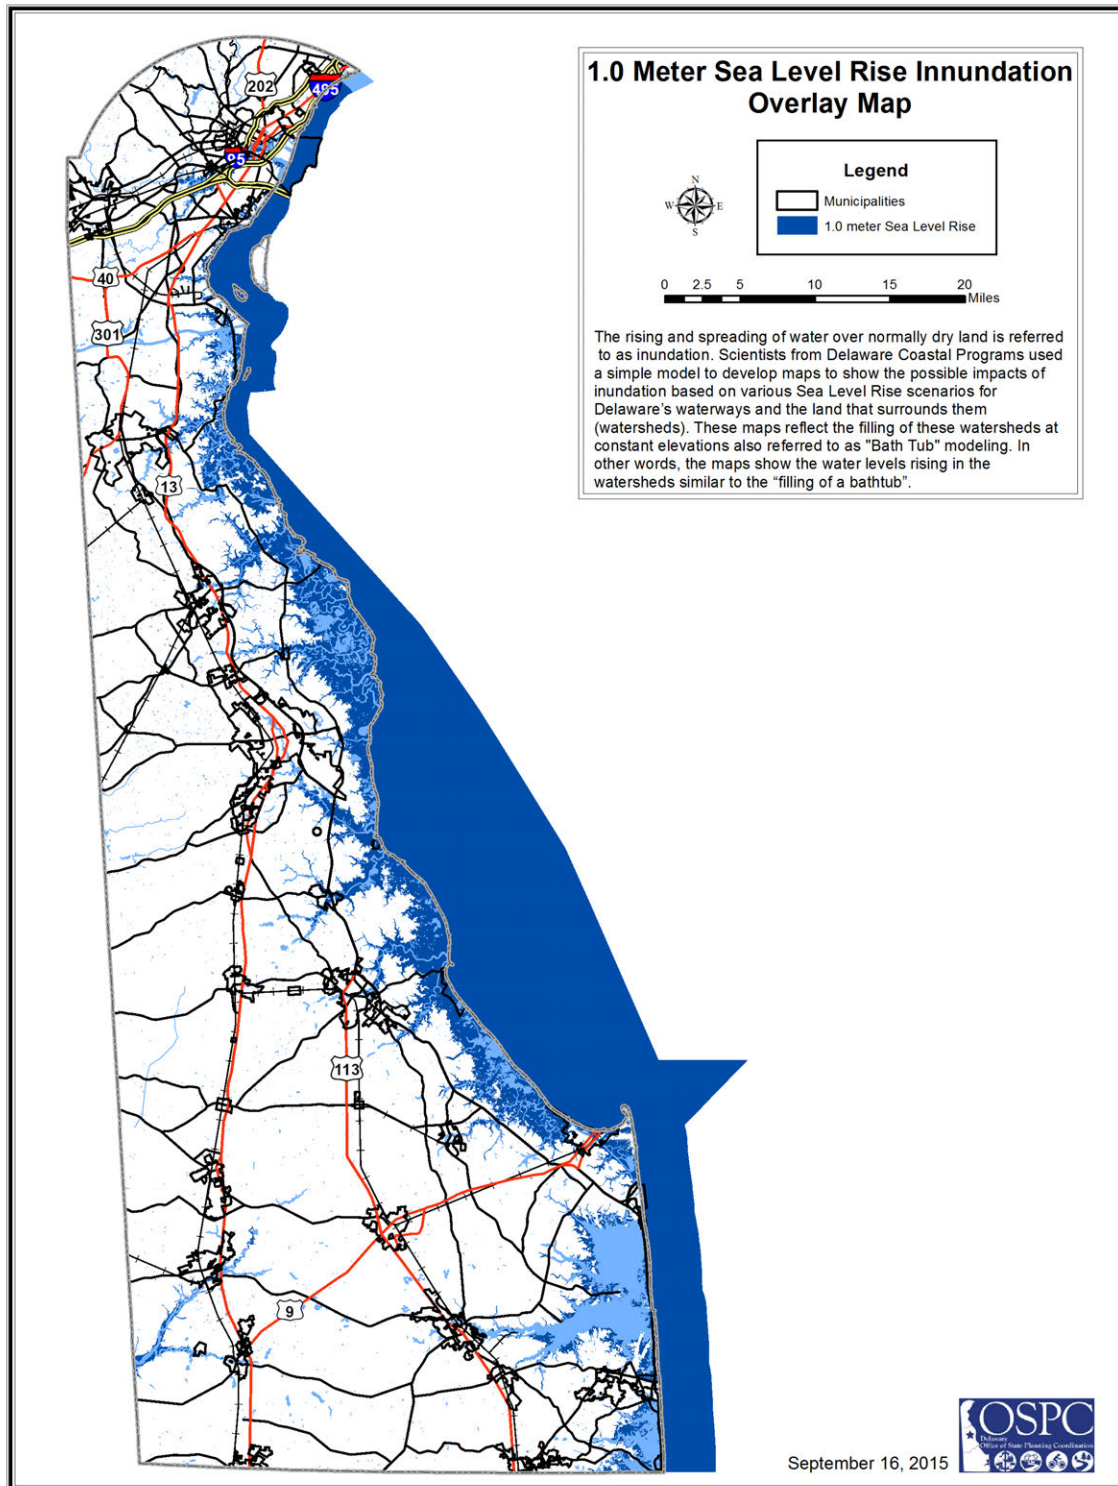 1.0 Meter Sea Level Rise Innundation
Overlay Map
Legend
Municipalities
1.0 meter Sea Level Rise
N
W E
S
0 2.5 5 10 15 20
Miles
The rising and spreading of water over normally dry land is referred
to as inundation. Scientists from Delaware Coastal Programs used
a simple model to develop maps to show the possible impacts of
inundation based on various Sea Level Rise scenarios for
Delaware's waterways and the land that surrounds them
(watersheds). These maps reflect the filling of these watersheds at
constant elevations also referred to as "Bath Tub" modeling. In
other words, the maps show the water levels rising in the
watersheds similar to the “filling of a bathtub”.
202
495
95
40
301
13
113
9
September 16, 2015
OSPC
Delaware
Office of State Planning Coordination